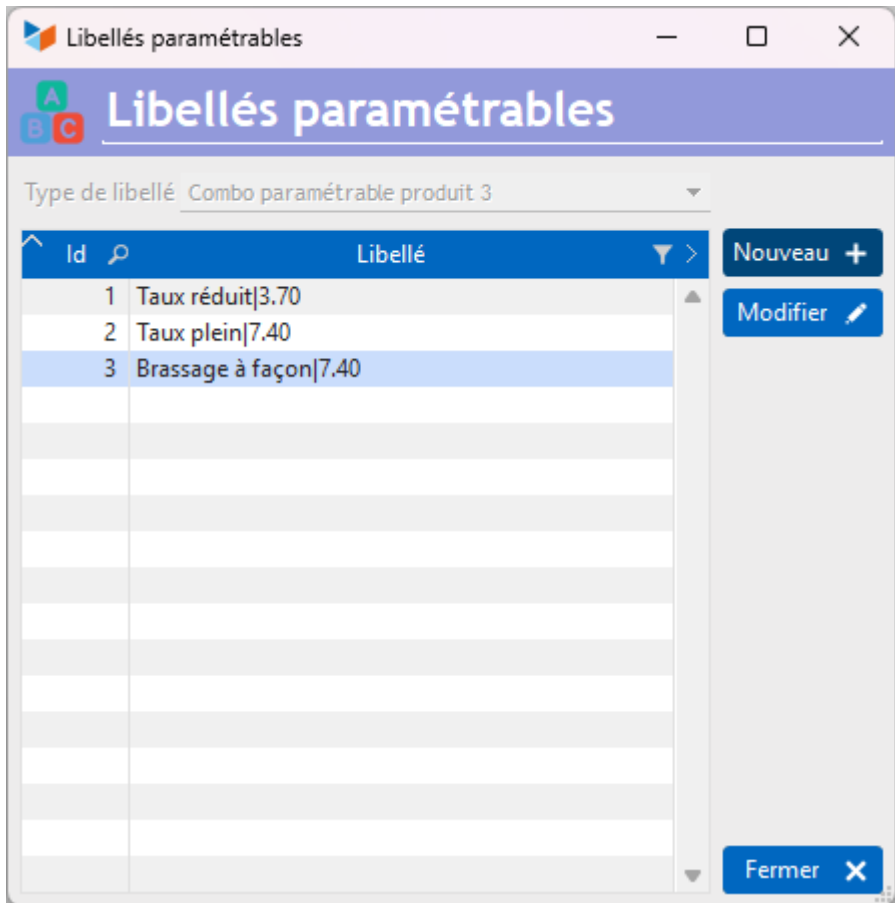 Libellés paramétrables
A
B C
Libellés paramétrables
Type de libellé Combo paramétrable produit 3
Id Libellé
Nouveau +
1 Taux réduit|3.70
Modifier
2 Taux plein|7.40
3 Brassage à façon|7.40
Fermer